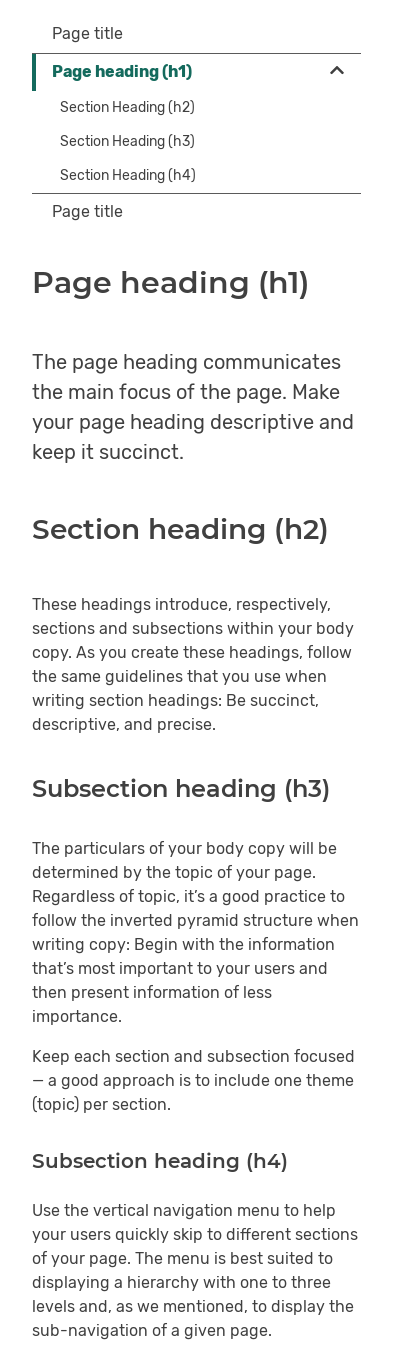 Page title
Page heading (h1)
Section Heading (h2)
Section Heading (h3)
Section Heading (h4)
Page title
Page heading (h1)
The page heading communicates
the main focus of the page. Make
your page heading descriptive and
keep it succinct.
Section heading (h2)
These headings introduce, respectively,
sections and subsections within your body
copy. As you create these headings, follow
the same guidelines that you use when
writing section headings: Be succinct,
descriptive, and precise.
Subsection heading (h3)
The particulars of your body copy will be
determined by the topic of your page.
Regardless of topic, it’s a good practice to
follow the inverted pyramid structure when
writing copy: Begin with the information
that’s most important to your users and
then present information of less
importance.
Keep each section and subsection focused
— a good approach is to include one theme
(topic) per section.
Subsection heading (h4)
Use the vertical navigation menu to help
your users quickly skip to different sections
of your page. The menu is best suited to
displaying a hierarchy with one to three
levels and, as we mentioned, to display the
sub-navigation of a given page.